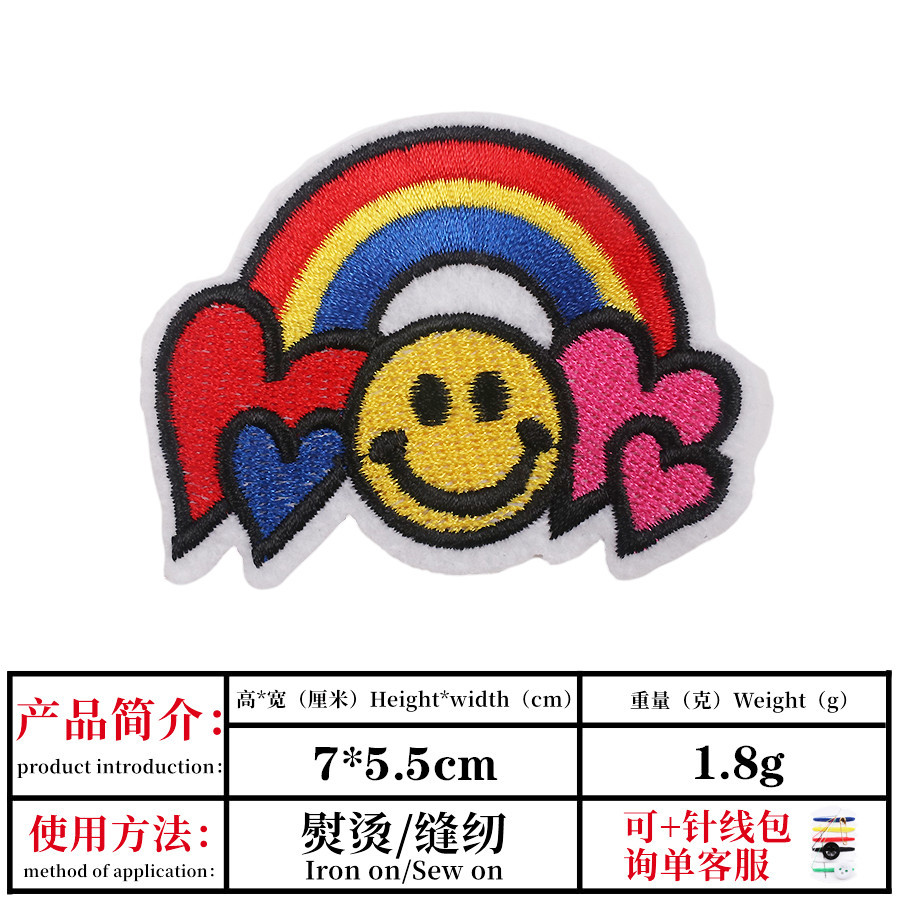 产品简介：
product introduction：
高*宽（厘米）Height*width（cm）
重量（克）Weight（g）
7*5.5cm
1.8g
使用方法：
method of application：
熨烫/缝纫
Iron on/Sew on
可+针线包
询单客服